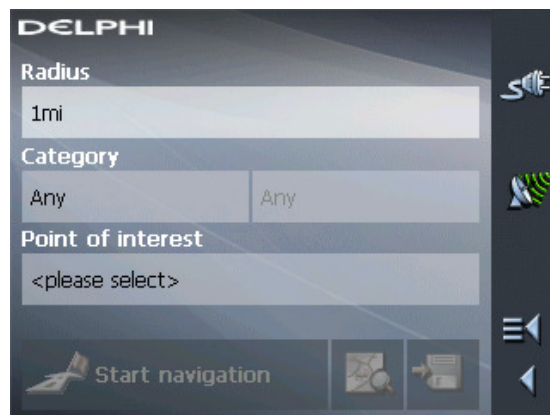 DELPHI
Radius
1mi
Category
Any Any
Point of interest
<please select>
Start navigation